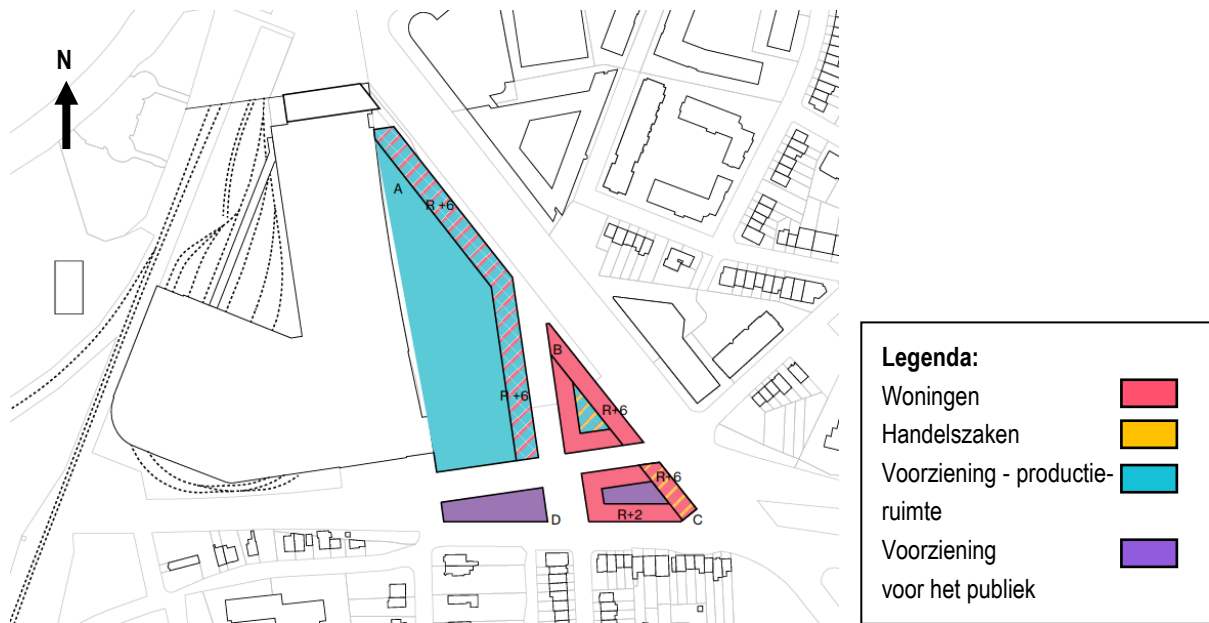 N
A
R +6
R +6
B
R+6
R+6
R+2
C
D
Legenda:
Woningen
Handelszaken
Voorziening - productie-
ruimte
Voorziening
voor het publiek